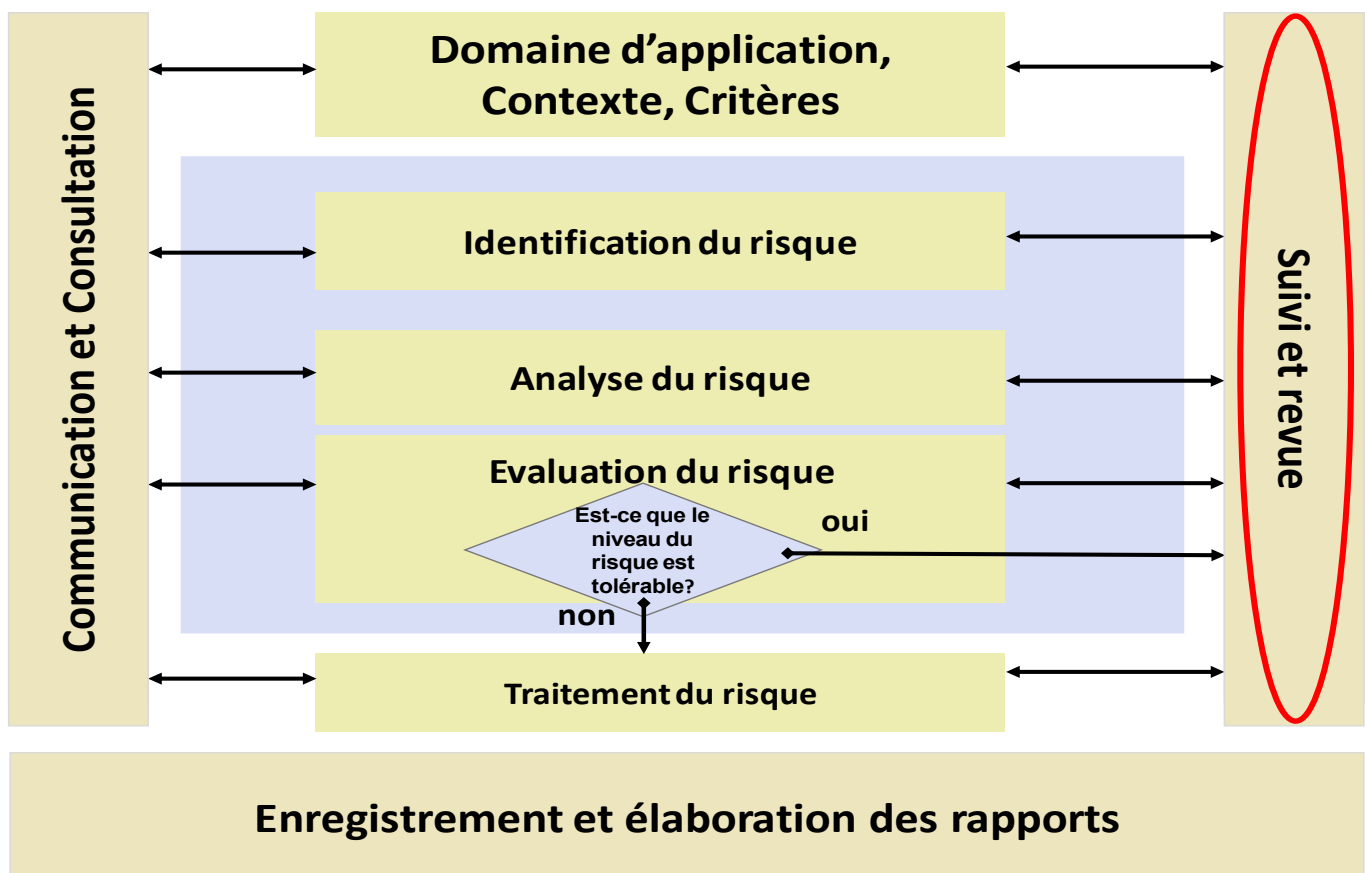 Domaine d’application,
Contexte, Critères
Communication et Consultation
Identification du risque
Analyse du risque
Evaluation du risque
Est-ce que le
niveau du
risque est
tolérable?
oui
non
Traitement du risque
Suivi et revue
Enregistrement et élaboration des rapports